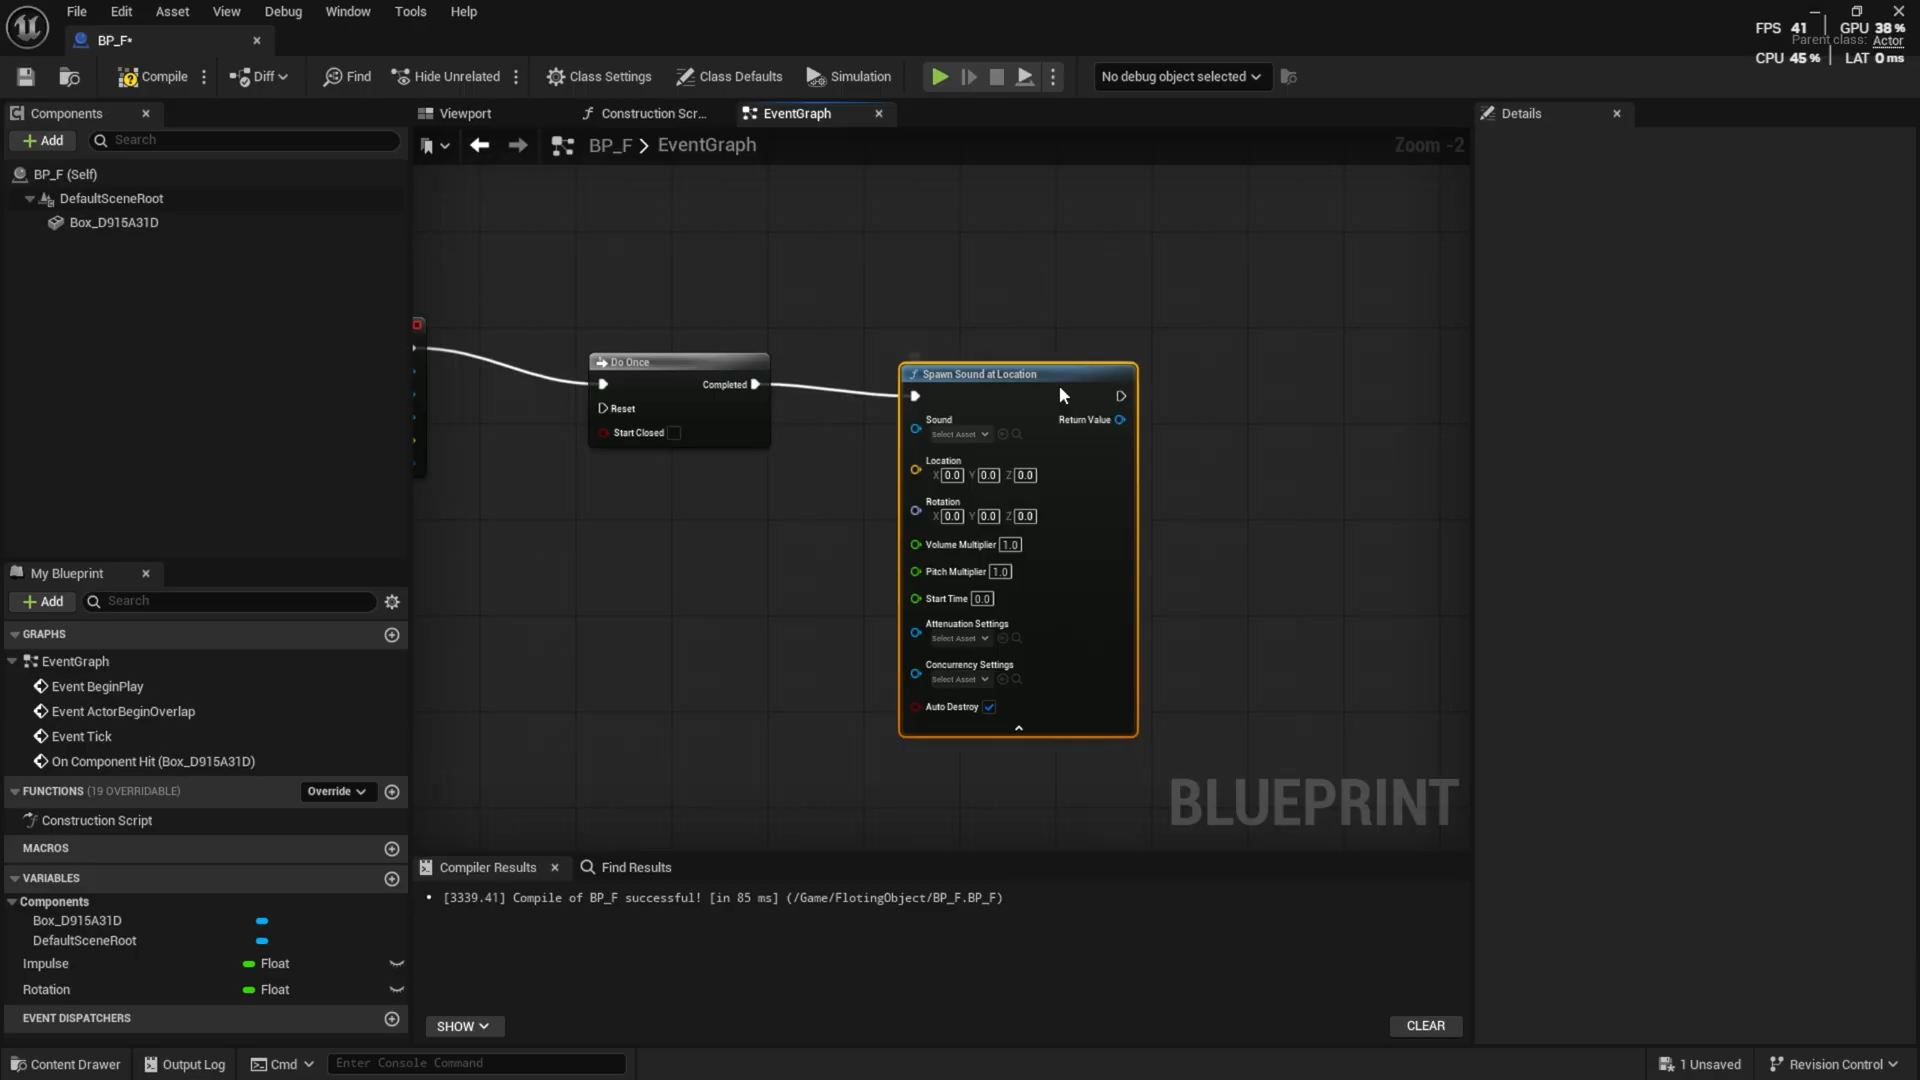 File Edit Asset View Debug Window Tools Help
FPS 41 GPU 38%
BP_F*
Parent class: Actor
CPU 45% LAT 0 ms
Compile Diff Find Hide Unrelated Class Settings Class Defaults Simulation No debug object selected
Components Viewport Construction Scr... EventGraph Details
Add Search
BP_F > EventGraph Zoom -2
BP_F (Self)
DefaultSceneRoot
Box_D915A31D
Do Once
Completed
Reset
Start Closed
Spawn Sound at Location
Sound
Select Asset
Return Value
Location
X 0.0 Y 0.0 Z 0.0
Rotation
X 0.0 Y 0.0 Z 0.0
Volume Multiplier 1.0
Pitch Multiplier 1.0
Start Time 0.0
Attenuation Settings
Select Asset
Concurrency Settings
Select Asset
Auto Destroy
BLUEPRINT
My Blueprint
Add Search
GRAPHS
EventGraph
Event BeginPlay
Event ActorBeginOverlap
Event Tick
On Component Hit (Box_D915A31D)
FUNCTIONS (19 OVERRIDABLE) Override
Construction Script
MACROS
VARIABLES
Components
Box_D915A31D
DefaultSceneRoot
Impulse Float
Rotation Float
EVENT DISPATCHERS
Compiler Results Find Results
• [3339.41] Compile of BP_F successful! [in 85 ms] (/Game/FlotingObject/BP_F.BP_F)
SHOW CLEAR
Content Drawer Output Log Cmd Enter Console Command 1 Unsaved Revision Control